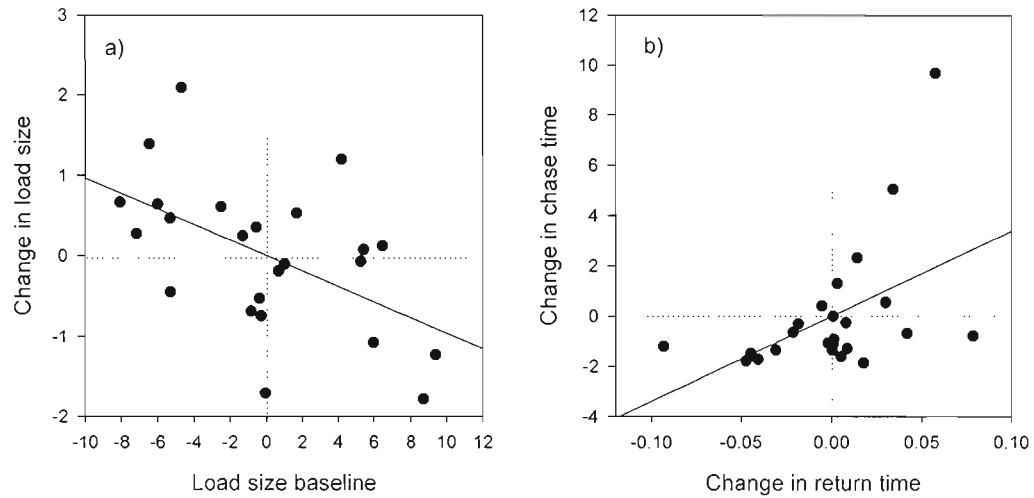 a)
3
2
1
0
-1
-2
-10 -8 -6 -4 -2 0 2 4 6 8 10 12
Change in load size
Load size baseline
b)
12
10
8
6
4
2
0
-2
-4
-0.10 -0.05 0.00 0.05 0.10
Change in chase time
Change in return time